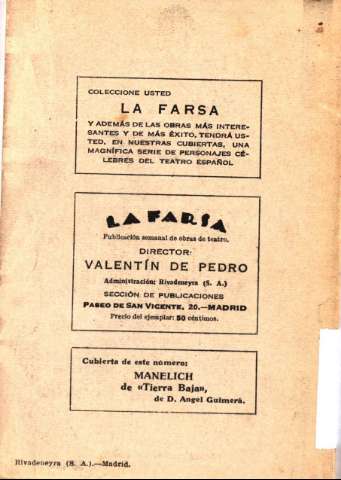 COLECCIONE USTED
LA FARSA
Y ADEMÁS DE LAS OBRAS MÁS INTERE-
SANTES Y DE MÁS ÉXITO, TENDRÁ US-
TED, EN NUESTRAS CUBIERTAS, UNA
MAGNÍFICA SERIE DE PERSONAJES CÉ-
LEBRES DEL TEATRO ESPAÑOL
LA FARSA
Publicación semanal de obras de teatro.
DIRECTOR:
VALENTÍN DE PEDRO
Administración: Rivadeneyra (S. A.)
SECCIÓN DE PUBLICACIONES
PASEO DE SAN VICENTE, 20.—MADRID
Precio del ejemplar: 50 céntimos.
Cubierta de este número:
MANELICH
de «Tierra Baja»,
de D. Angel Guimerá.
Rivadeneyra (S. A.).—Madrid.